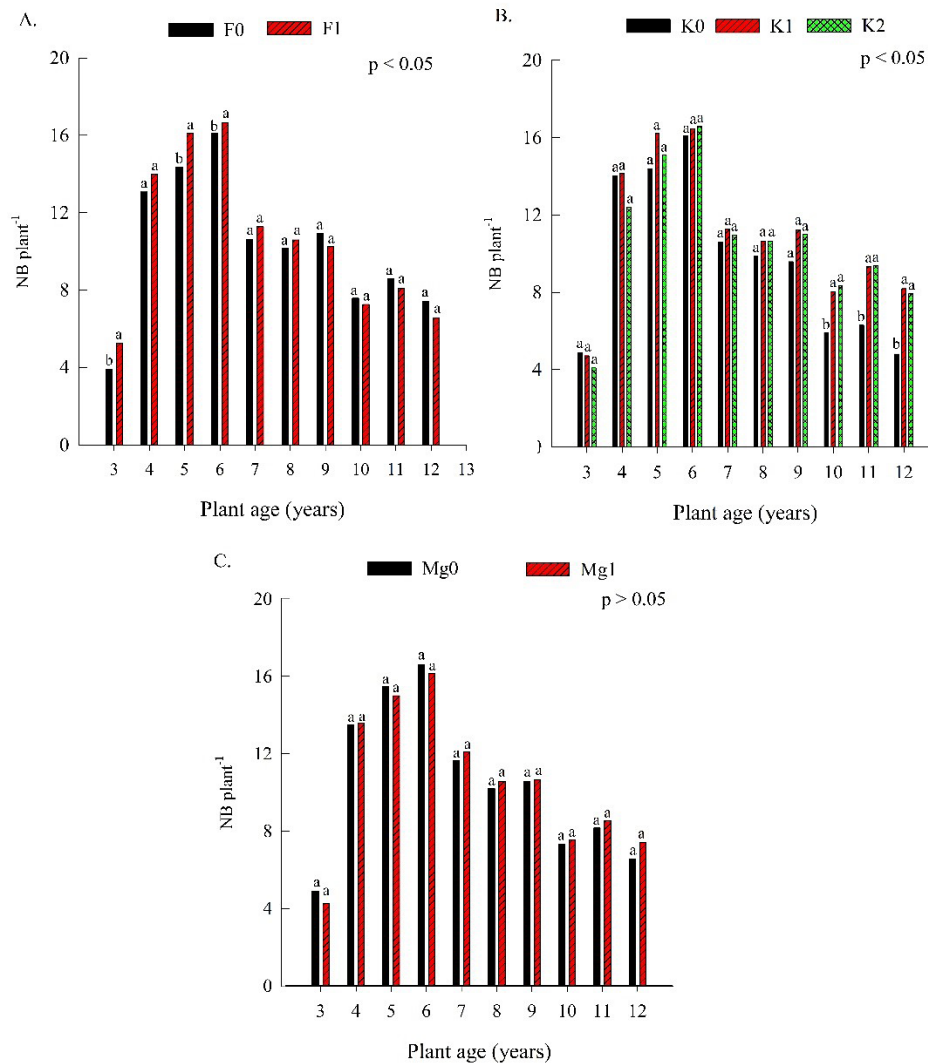 A.
F0 F1
p < 0.05
20
16
12
8
4
0
NB plant-1
b a a a b a b a a a a a a a a a a a a a
3 4 5 6 7 8 9 10 11 12 13
Plant age (years)
B.
K0 K1 K2
p < 0.05
20
16
12
8
4
NB plant-1
a a a a a a a a a a a a a a a a a a a a a b a a b a a b a a
3 4 5 6 7 8 9 10 11 12
Plant age (years)
C.
Mg0 Mg1
p > 0.05
20
16
12
8
4
0
NB plant-1
a a a a a a a a a a a a a a a a a a a a
3 4 5 6 7 8 9 10 11 12
Plant age (years)